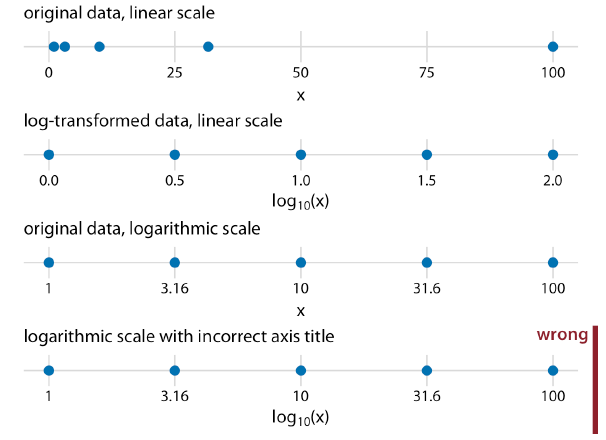 original data, linear scale
0 25 50 75 100
x
log-transformed data, linear scale
0.0 0.5 1.0 1.5 2.0
log₁₀(x)
original data, logarithmic scale
1 3.16 10 31.6 100
x
logarithmic scale with incorrect axis title wrong
1 3.16 10 31.6 100
log₁₀(x)